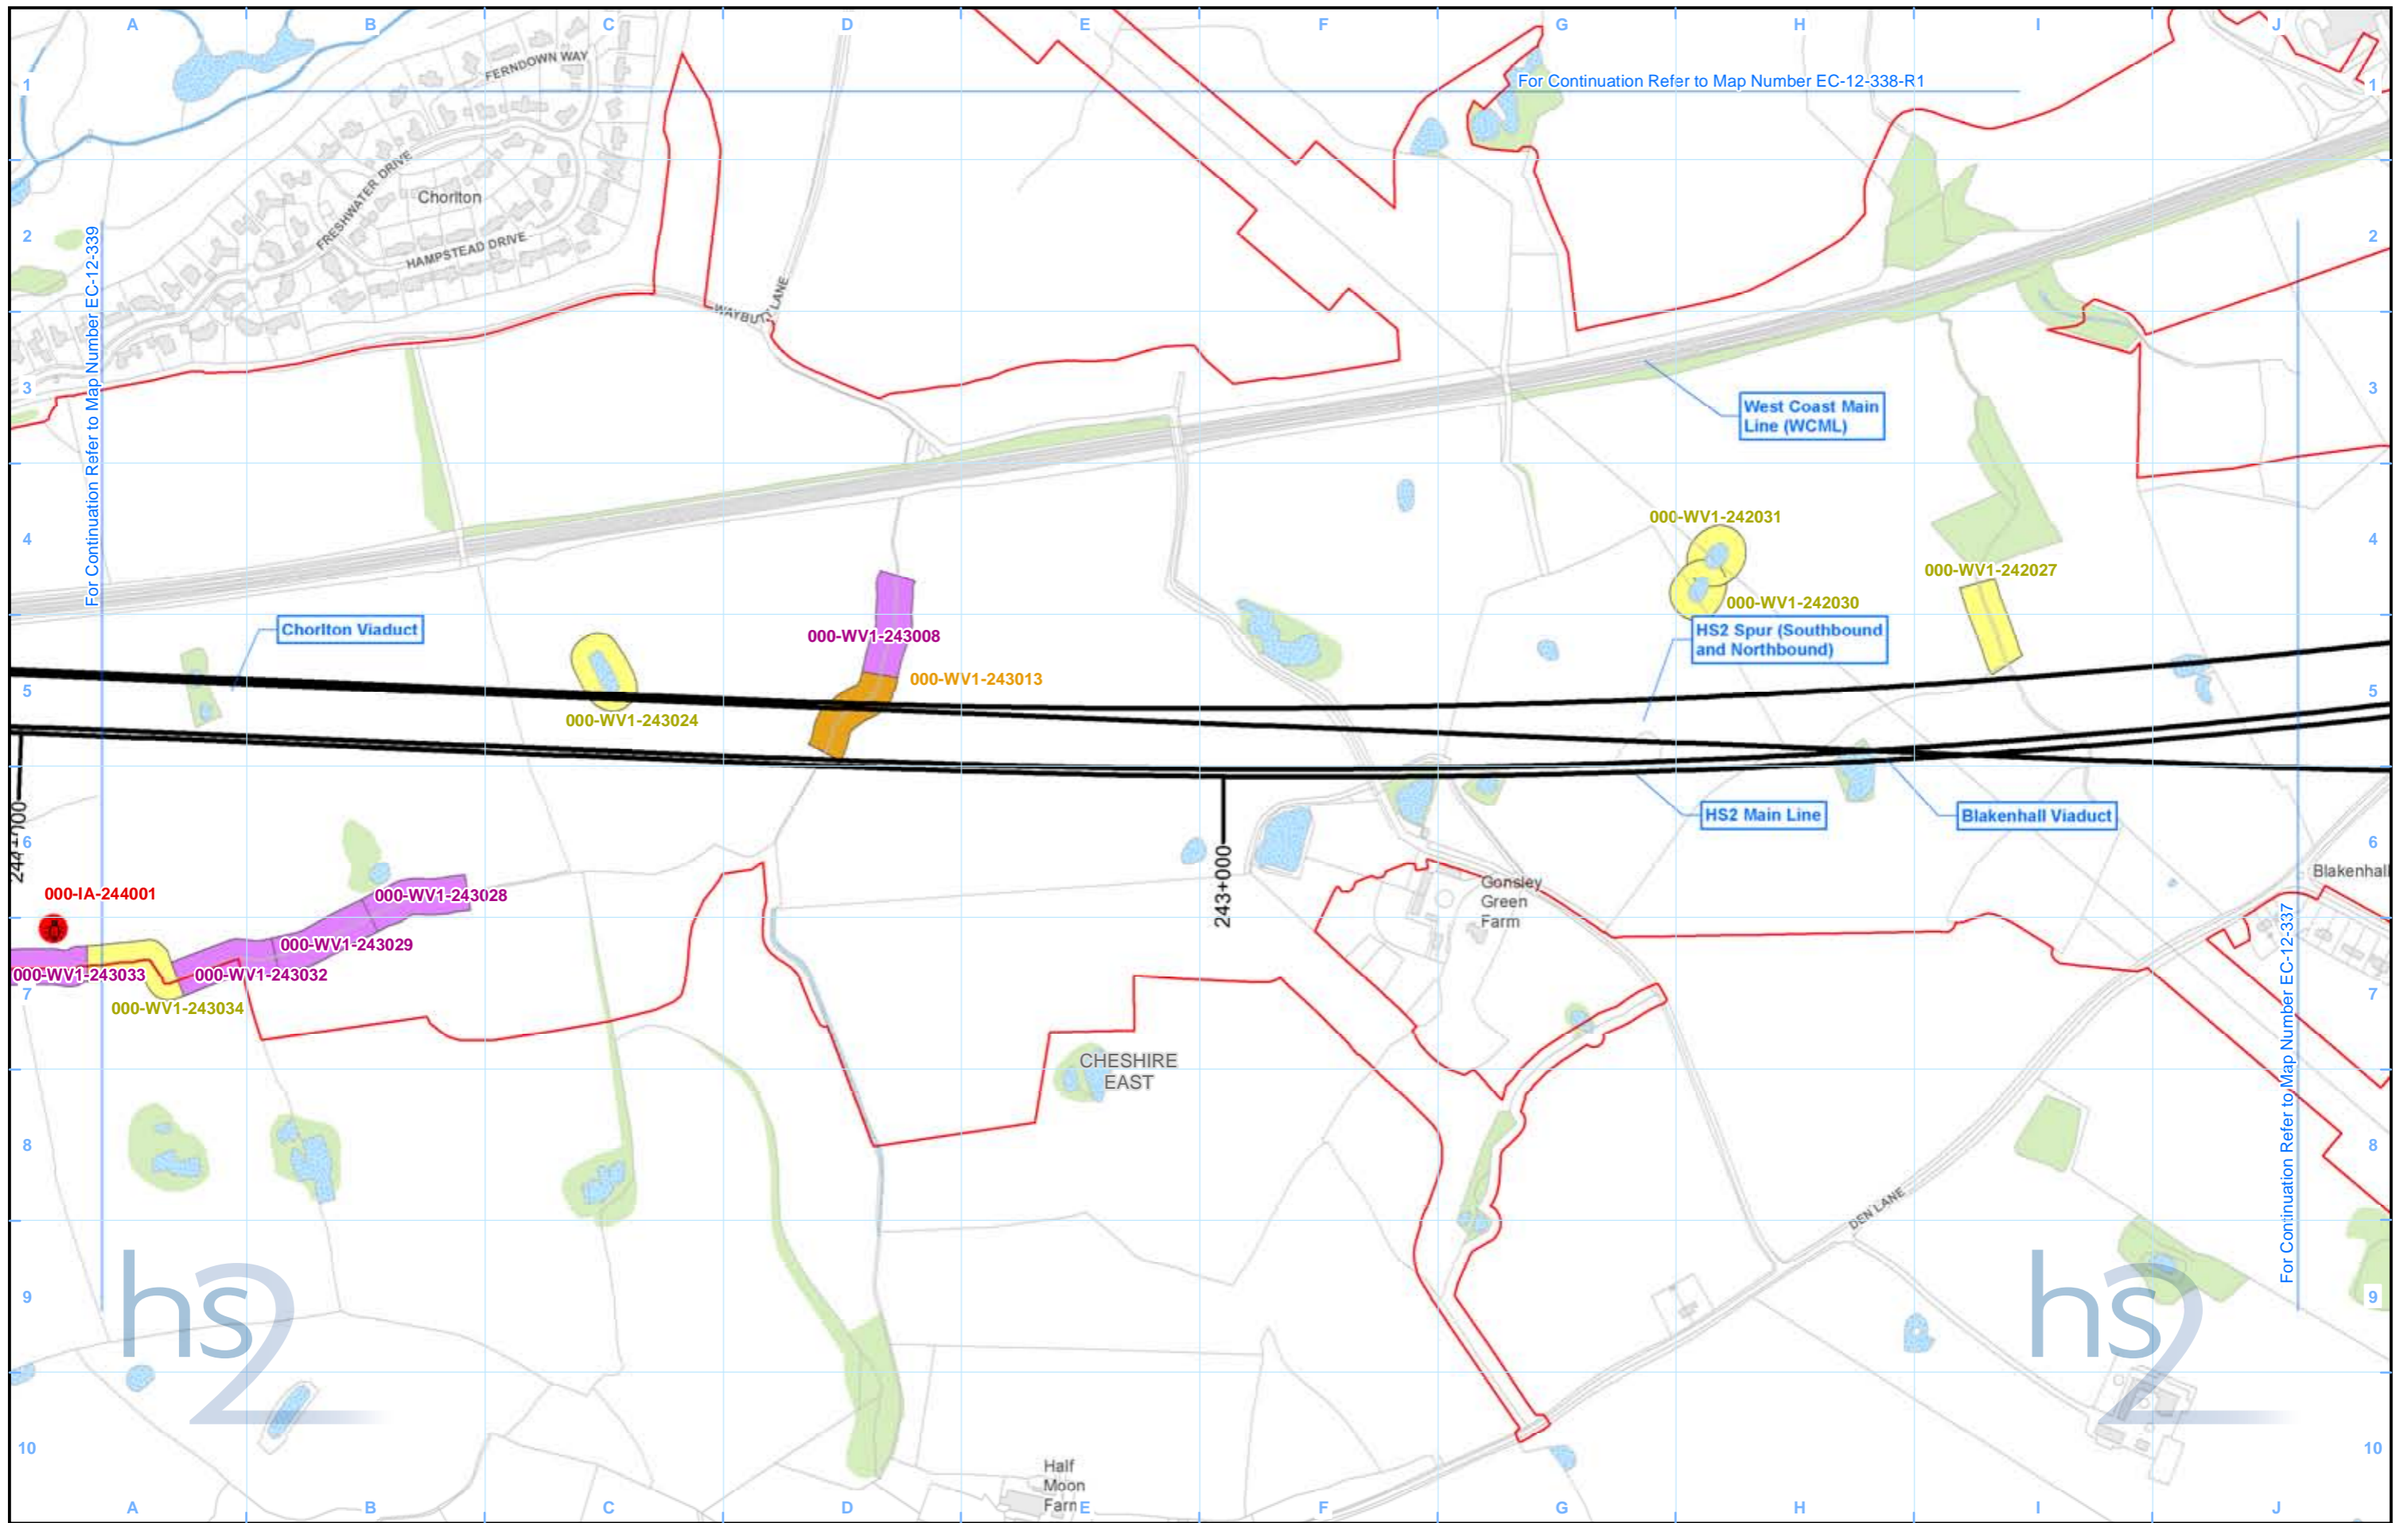 A B C D E F G H I J
1
FERNDOWN WAY
For Continuation Refer to Map Number EC-12-338-R1
1
FRESHWATER DRIVE
Chorlton
2
For Continuation Refer to Map Number EC-12-339
HAMPSTEAD DRIVE
2
WAYBUTT LANE
3
West Coast Main
Line (WCML)
3
4
000-WV1-242031
4
000-WV1-242027
000-WV1-242030
Chorlton Viaduct
000-WV1-243008
HS2 Spur (Southbound
and Northbound)
5
000-WV1-243013
000-WV1-243024
5
HS2 Main Line
Blakenhall Viaduct
6
6
243+000
000-IA-244001
000-WV1-243028
Gonsley
Green
Farm
Blakenhall
000-WV1-243029
000-WV1-243033
000-WV1-243032
000-WV1-243034
7
7
For Continuation Refer to Map Number EC-12-337
CHESHIRE
EAST
8
8
DEN LANE
9
hs2
hs2
9
10
10
Half
Moon
Farm
A B C D E F G H I J